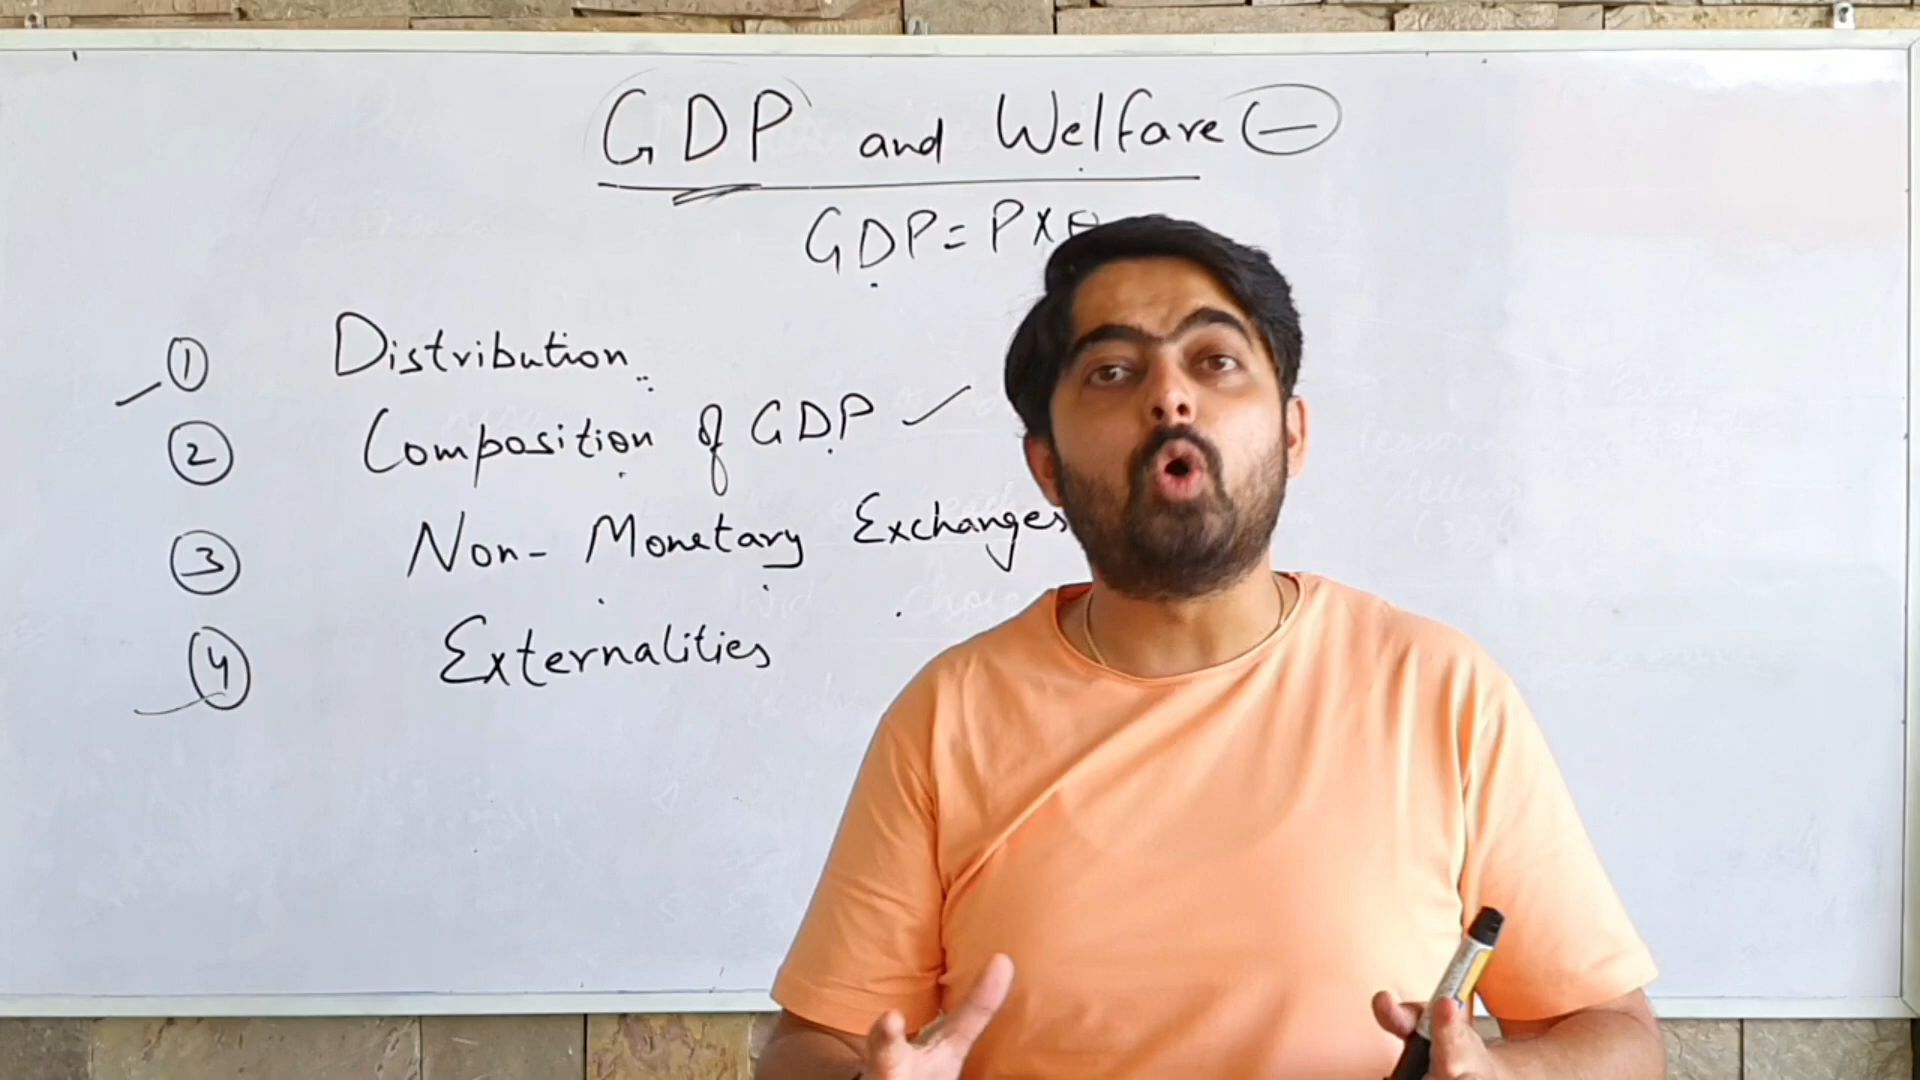 GDP and Welfare
GDP = P X
① Distribution
② Composition of GDP ✓
③ Non-Monetary Exchanges
④ Externalities